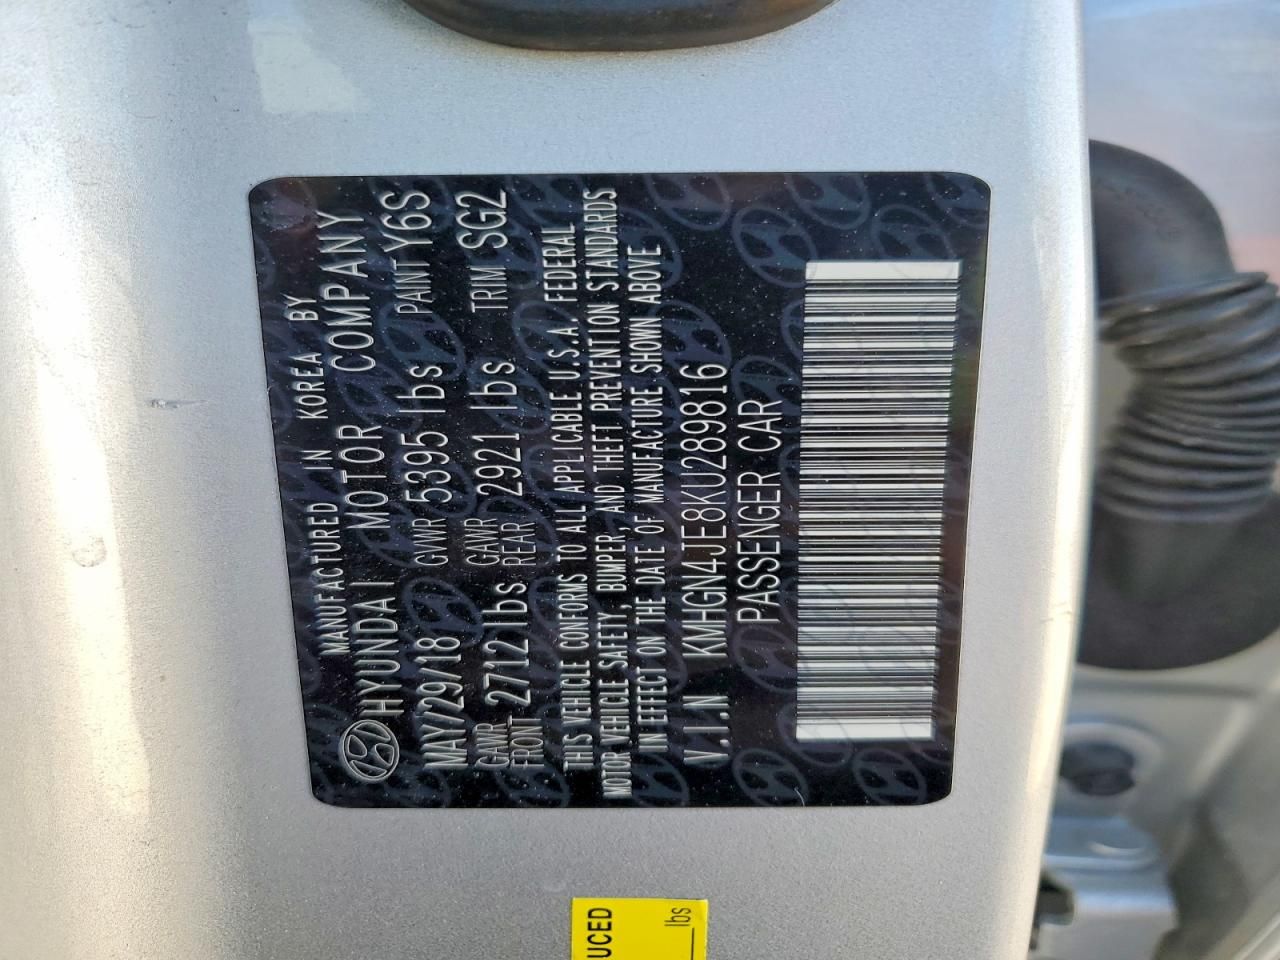 MANUFACTURED IN KOREA BY
HYUNDAI MOTOR COMPANY
MAY/29/18 GVWR 5395 lbs PAINT Y6S
GAWR FRONT 2712 lbs GAWR REAR 2921 lbs TRIM SG2
THIS VEHICLE CONFORMS TO ALL APPLICABLE U.S.A. FEDERAL
MOTOR VEHICLE SAFETY, BUMPER, AND THEFT PREVENTION STANDARDS
IN EFFECT ON THE DATE OF MANUFACTURE SHOWN ABOVE
V.I.N KMHGN4JE8KU289816
PASSENGER CAR
UCED
lbs